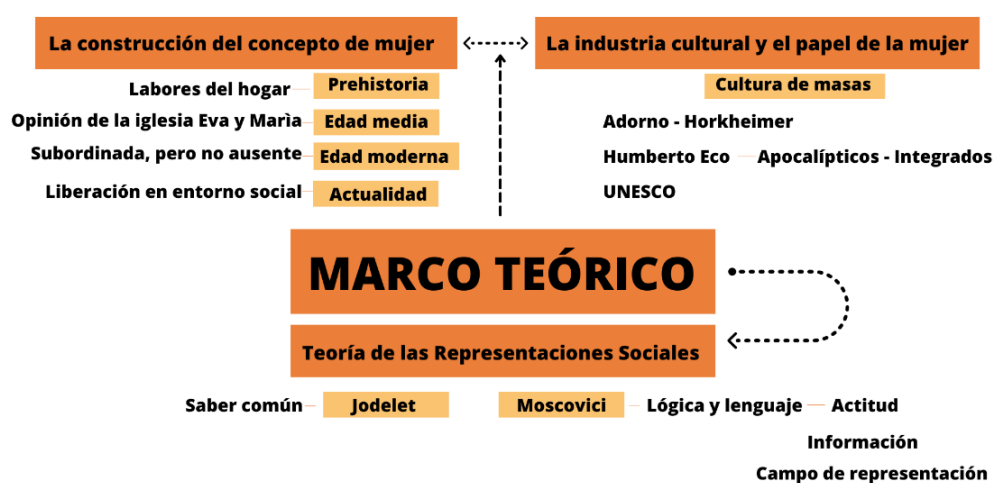 La construcción del concepto de mujer
La industria cultural y el papel de la mujer
Labores del hogar
Prehistoria
Opinión de la iglesia Eva y Marìa
Edad media
Subordinada, pero no ausente
Edad moderna
Liberación en entorno social
Actualidad
Cultura de masas
Adorno - Horkheimer
Humberto Eco
Apocalípticos - Integrados
UNESCO
MARCO TEÓRICO
Teoría de las Representaciones Sociales
Saber común
Jodelet
Moscovici
Lógica y lenguaje
Actitud
Información
Campo de representación